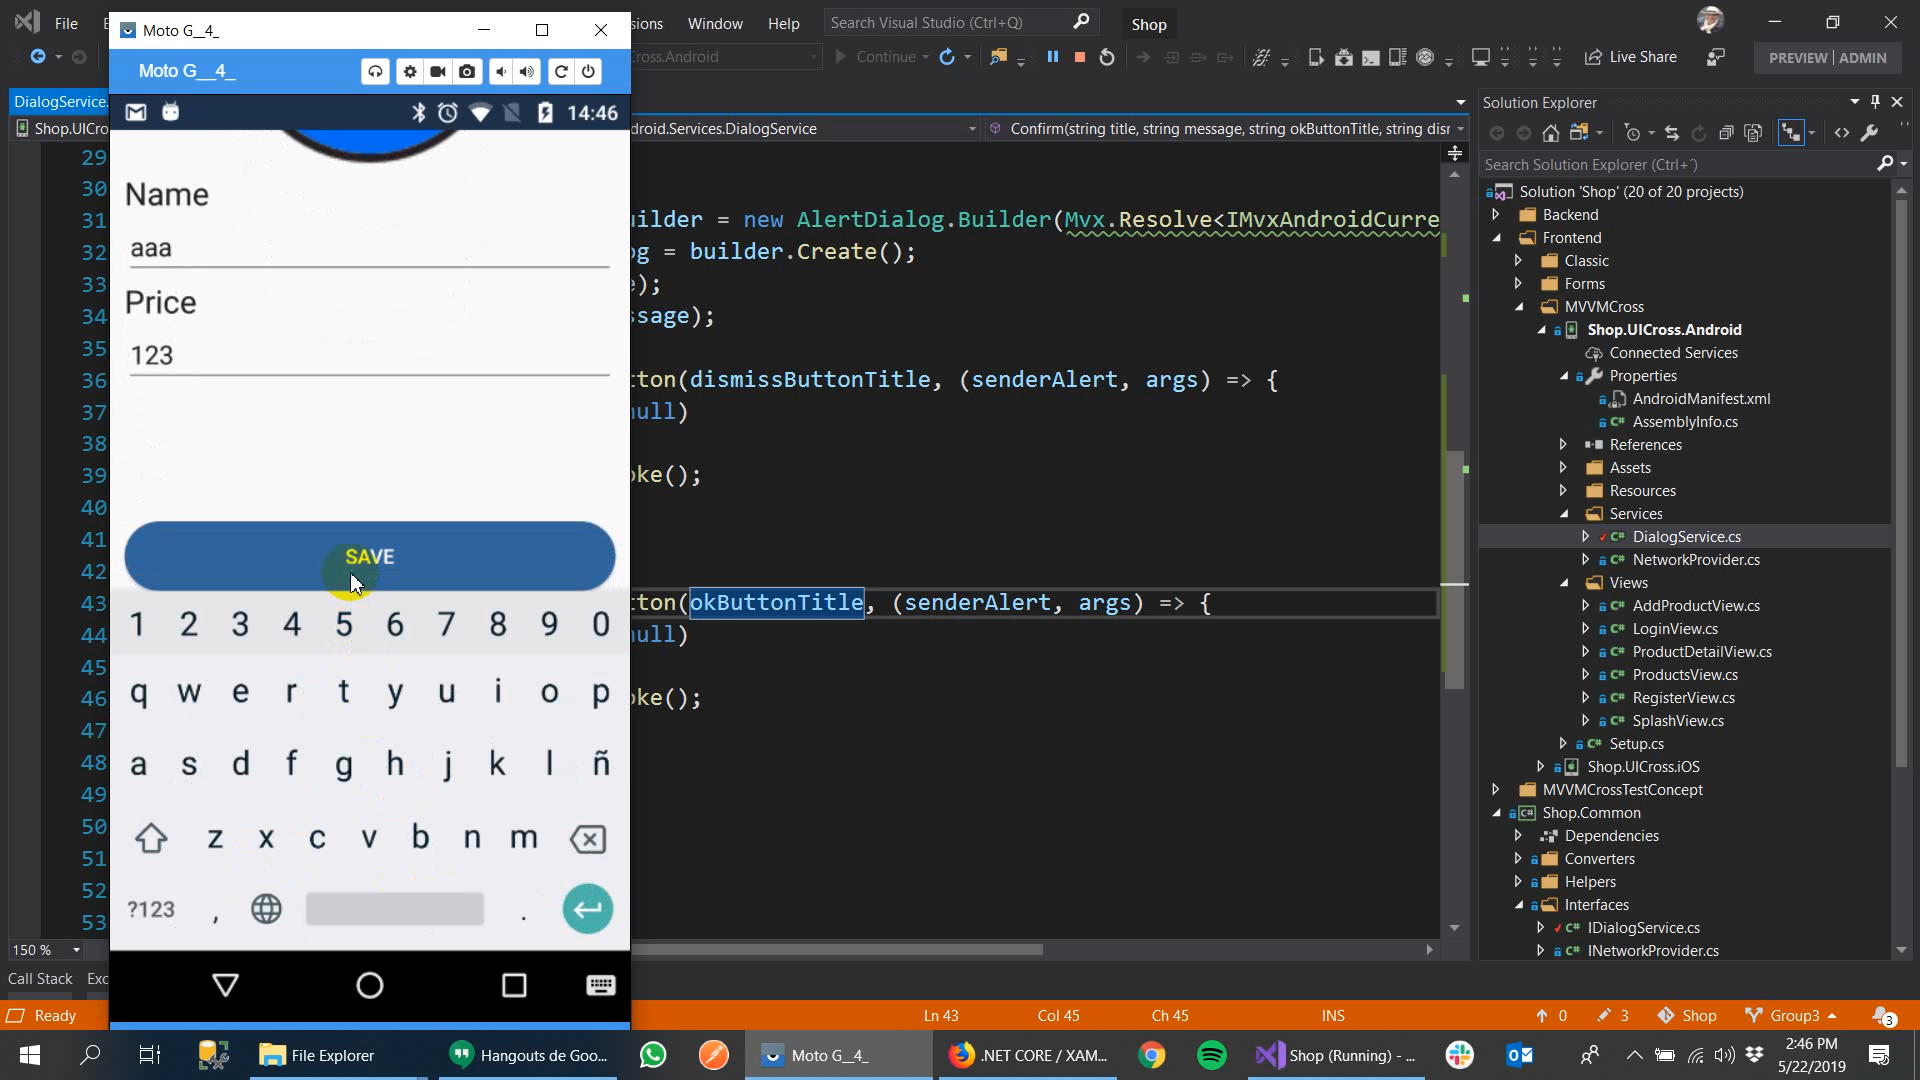 File
Window
Help
Search Visual Studio (Ctrl+Q)
Shop
Moto G__4_
Continue
Live Share
PREVIEW | ADMIN
Moto G__4_
DialogService.
Solution Explorer
14:46
Shop.UICro
droid.Services.DialogService
Confirm(string title, string message, string okButtonTitle, string disr
Search Solution Explorer (Ctrl+¨)
Name
aaa
Price
123
SAVE
1 2 3 4 5 6 7 8 9 0
q w e r t y u i o p
a s d f g h j k l ñ
z x c v b n m
?123 , .
29
30
31
32
33
34
35
36
37
38
39
40
41
42
43
44
45
46
47
48
49
50
51
52
53
uilder = new AlertDialog.Builder(Mvx.Resolve<IMvxAndroidCurre
og = builder.Create();
e);
ssage);
tton(dismissButtonTitle, (senderAlert, args) => {
null)
oke();
tton(okButtonTitle, (senderAlert, args) => {
null)
oke();
Solution 'Shop' (20 of 20 projects)
Backend
Frontend
Classic
Forms
MVVMCross
Shop.UICross.Android
Connected Services
Properties
AndroidManifest.xml
AssemblyInfo.cs
References
Assets
Resources
Services
DialogService.cs
NetworkProvider.cs
Views
AddProductView.cs
LoginView.cs
ProductDetailView.cs
ProductsView.cs
RegisterView.cs
SplashView.cs
Setup.cs
Shop.UICross.iOS
MVVMCrossTestConcept
Shop.Common
Dependencies
Converters
Helpers
Interfaces
IDialogService.cs
INetworkProvider.cs
150 %
Call Stack
Exc
Ready
Ln 43
Col 45
Ch 45
INS
0
3
Shop
Group3
3
File Explorer
Hangouts de Goo...
Moto G__4_
.NET CORE / XAM...
Shop (Running) - ...
2:46 PM
5/22/2019